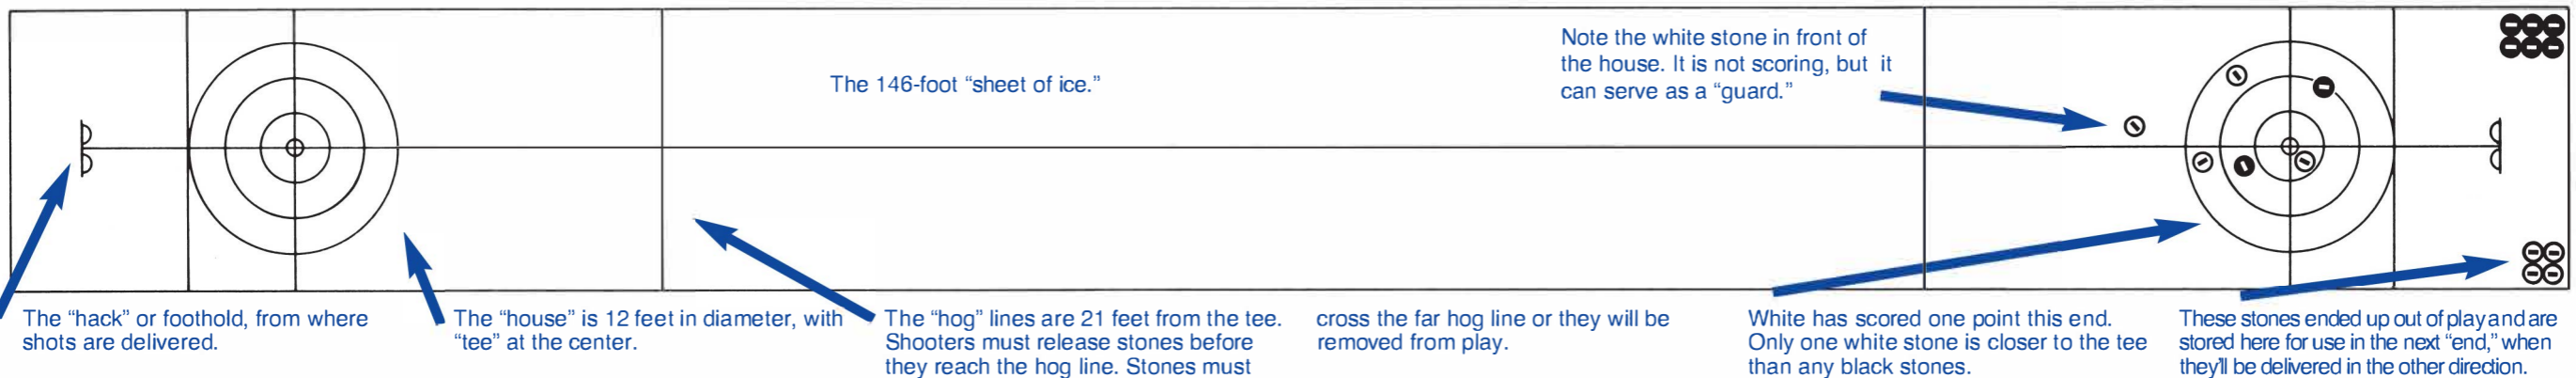 The 146-foot “sheet of ice.”
Note the white stone in front of
the house. It is not scoring, but it
can serve as a “guard.”
The “hack” or foothold, from where
shots are delivered.
The “house” is 12 feet in diameter, with
“tee” at the center.
The “hog” lines are 21 feet from the tee.
Shooters must release stones before
they reach the hog line. Stones must
cross the far hog line or they will be
removed from play.
White has scored one point this end.
Only one white stone is closer to the tee
than any black stones.
These stones ended up out of play and are
stored here for use in the next “end,” when
they’ll be delivered in the other direction.